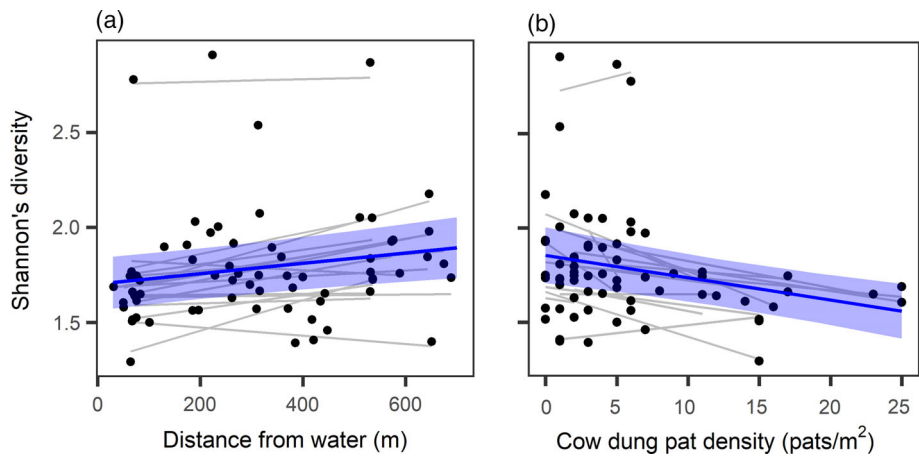 (a)
(b)
Shannon's diversity
2.5
2.0
1.5
0
200
400
600
0
5
10
15
20
25
Distance from water (m)
Cow dung pat density (pats/m²)